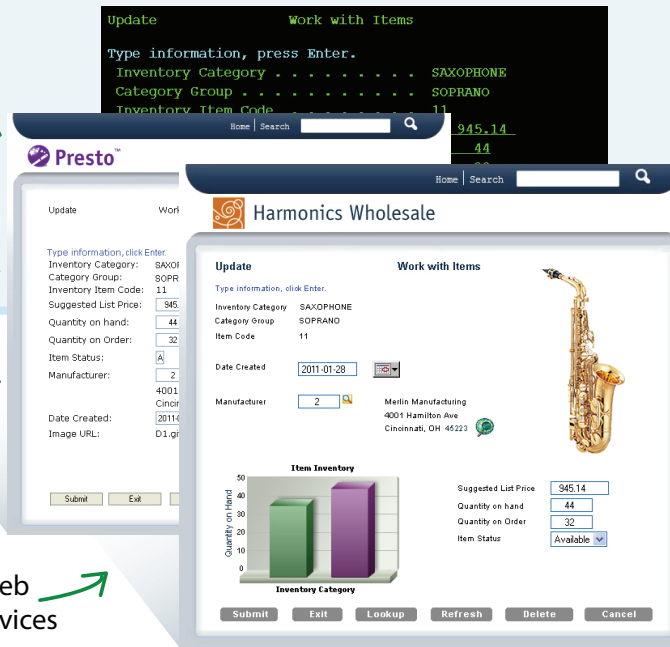 Update Work with Items
Type information, press Enter.
Inventory Category . . . . . . . . . . SAXOPHONE
Category Group . . . . . . . . . . . . SOPRANO
Inventory Item Code . . . . . . . . . 11
945.14
44
Home | Search
Presto™
Update
Type information, click Enter.
Inventory Category:
Category Group:
Inventory Item Code: 11
Suggested List Price: 945.
Quantity on hand: 44
Quantity on Order: 32
Item Status: A
Manufacturer: 2
4001
Date Created:
Image URL: D1.gi
Submit Exit
Home | Search
Harmonics Wholesale
Update Work with Items
Type information, click Enter.
Inventory Category SAXOPHONE
Category Group SOPRANO
Item Code 11
Date Created 2011-01-28
Manufacturer 2 Merlin Manufacturing
4001 Hamilton Ave
Cincinnati, OH 45223
Item Inventory
Quantity on Hand
50
40
30
20
10
0
Inventory Category
Suggested List Price 945.14
Quantity on hand 44
Quantity on Order 32
Item Status Available
Submit Exit Lookup Refresh Delete Cancel
eb
vices